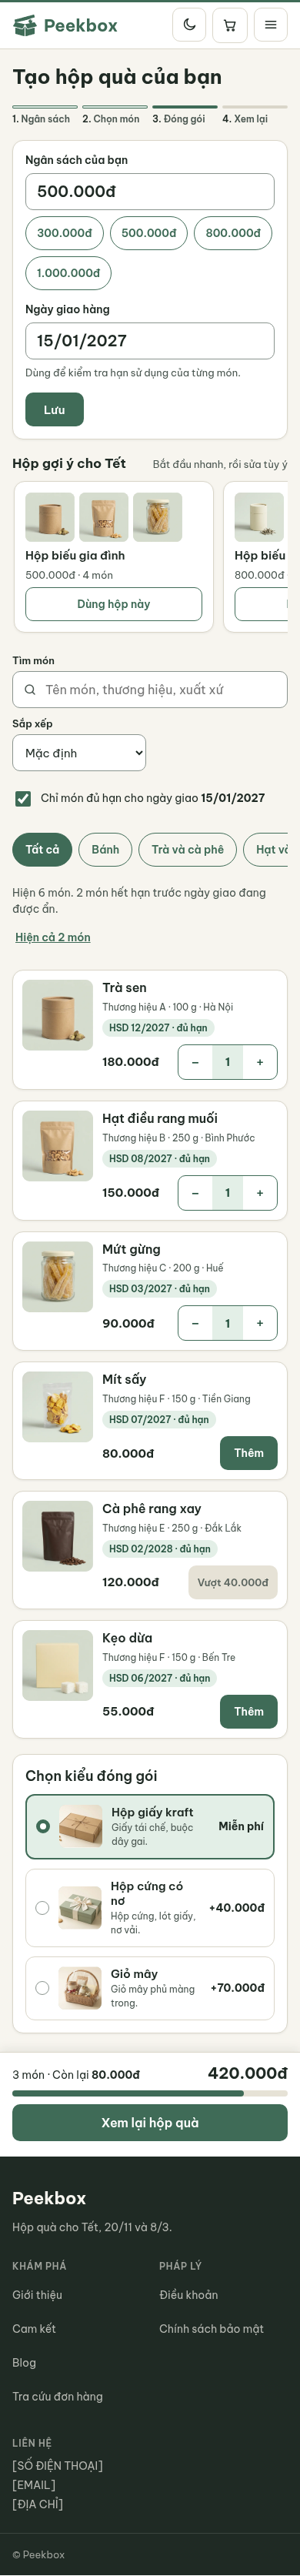 Peekbox
Tạo hộp quà của bạn
1. Ngân sách 2. Chọn món 3. Đóng gói 4. Xem lại
Ngân sách của bạn
500.000đ
300.000đ 500.000đ 800.000đ
1.000.000đ
Ngày giao hàng
15/01/2027
Dùng để kiểm tra hạn sử dụng của từng món.
Lưu
Hộp gợi ý cho Tết Bắt đầu nhanh, rồi sửa tùy ý
Hộp biếu gia đình
500.000đ · 4 món
Dùng hộp này
Hộp biếu
800.000đ
Tìm món
Tên món, thương hiệu, xuất xứ
Sắp xếp
Mặc định
Chỉ món đủ hạn cho ngày giao 15/01/2027
Tất cả Bánh Trà và cà phê Hạt và
Hiện 6 món. 2 món hết hạn trước ngày giao đang
được ẩn.
Hiện cả 2 món
Trà sen
Thương hiệu A · 100 g · Hà Nội
HSD 12/2027 · đủ hạn
180.000đ − 1 +
Hạt điều rang muối
Thương hiệu B · 250 g · Bình Phước
HSD 08/2027 · đủ hạn
150.000đ − 1 +
Mứt gừng
Thương hiệu C · 200 g · Huế
HSD 03/2027 · đủ hạn
90.000đ − 1 +
Mít sấy
Thương hiệu F · 150 g · Tiền Giang
HSD 07/2027 · đủ hạn
80.000đ Thêm
Cà phê rang xay
Thương hiệu E · 250 g · Đắk Lắk
HSD 02/2028 · đủ hạn
120.000đ Vượt 40.000đ
Kẹo dừa
Thương hiệu F · 150 g · Bến Tre
HSD 06/2027 · đủ hạn
55.000đ Thêm
Chọn kiểu đóng gói
Hộp giấy kraft
Giấy tái chế, buộc
dây gai.
Miễn phí
Hộp cứng có
nơ
Hộp cứng, lót giấy,
nơ vải.
+40.000đ
Giỏ mây
Giỏ mây phủ màng
trong.
+70.000đ
3 món · Còn lại 80.000đ 420.000đ
Xem lại hộp quà
Peekbox
Hộp quà cho Tết, 20/11 và 8/3.
KHÁM PHÁ
Giới thiệu
Cam kết
Blog
Tra cứu đơn hàng
PHÁP LÝ
Điều khoản
Chính sách bảo mật
LIÊN HỆ
[SỐ ĐIỆN THOẠI]
[EMAIL]
[ĐỊA CHỈ]
© Peekbox